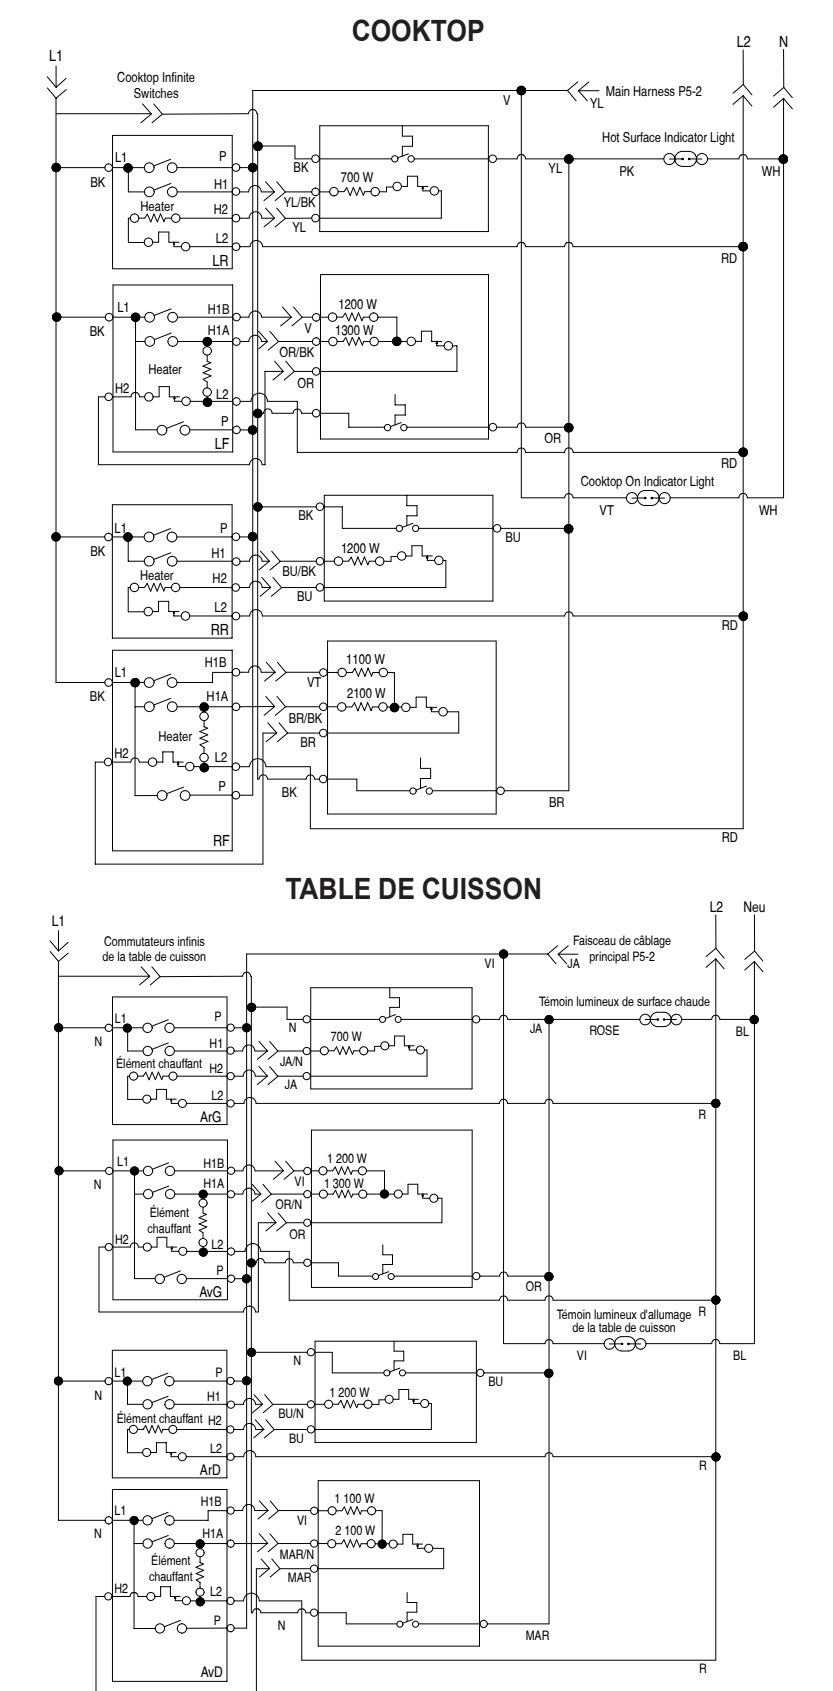 COOKTOP
L1
L2
N
Cooktop Infinite
Switches
V
YL
Main Harness P5-2
Hot Surface Indicator Light
L1
P
BK
BK
YL
PK
WH
H1
700 W
YL/BK
Heater
H2
YL
L2
LR
RD
L1
H1B
1200 W
BK
V
H1A
1300 W
OR/BK
Heater
OR
H2
L2
P
LF
OR
RD
Cooktop On Indicator Light
VT
WH
BK
L1
P
BK
BU
H1
1200 W
BU/BK
Heater
H2
BU
L2
RR
RD
L1
H1B
1100 W
BK
VT
H1A
2100 W
BR/BK
Heater
BR
H2
L2
P
BK
BR
RF
RD
TABLE DE CUISSON
L1
L2
Neu
Commutateurs infinis
de la table de cuisson
VI
JA
Faisceau de câblage
principal P5-2
Témoin lumineux de surface chaude
L1
P
N
N
JA
ROSE
BL
H1
700 W
JA/N
Élément chauffant
H2
JA
L2
ArG
R
L1
H1B
1 200 W
N
VI
H1A
1 300 W
OR/N
Élément
chauffant
OR
H2
L2
P
AvG
OR
R
Témoin lumineux d'allumage
de la table de cuisson
VI
BL
N
L1
P
N
BU
H1
1 200 W
BU/N
Élément chauffant
H2
BU
L2
ArD
R
L1
H1B
1 100 W
N
VI
H1A
2 100 W
MAR/N
Élément
chauffant
MAR
H2
L2
P
N
MAR
AvD
R